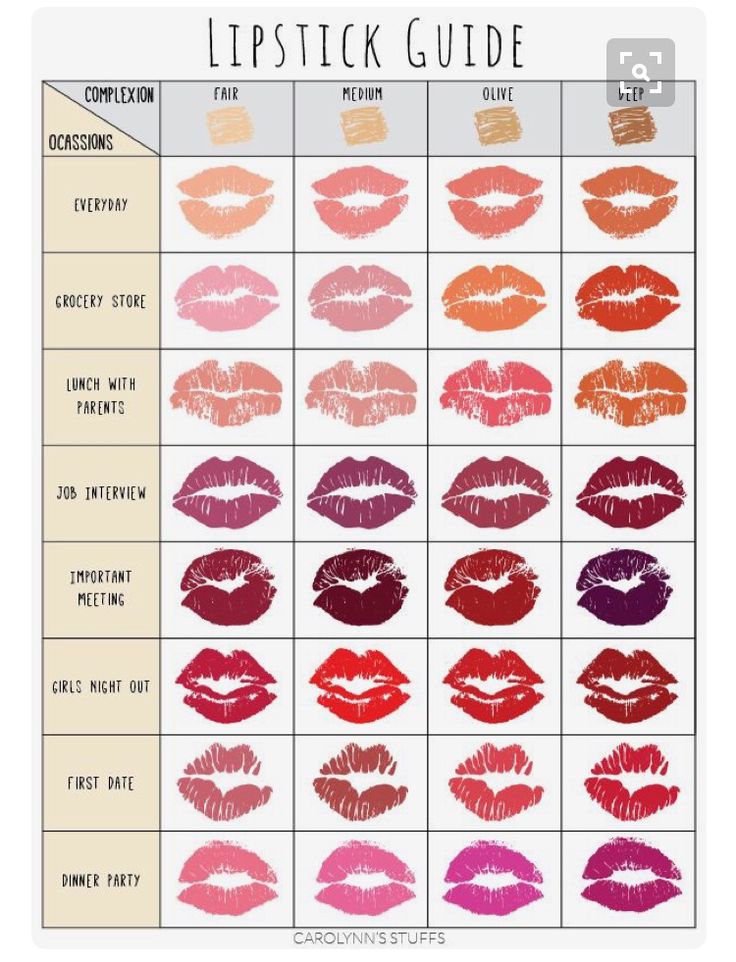 LIPSTICK GUIDE
COMPLEXION
OCASSIONS
FAIR
MEDIUM
OLIVE
DEEP
EVERYDAY
GROCERY STORE
LUNCH WITH
PARENTS
JOB INTERVIEW
IMPORTANT
MEETING
GIRLS NIGHT OUT
FIRST DATE
DINNER PARTY
CAROLYNN'S STUFFS